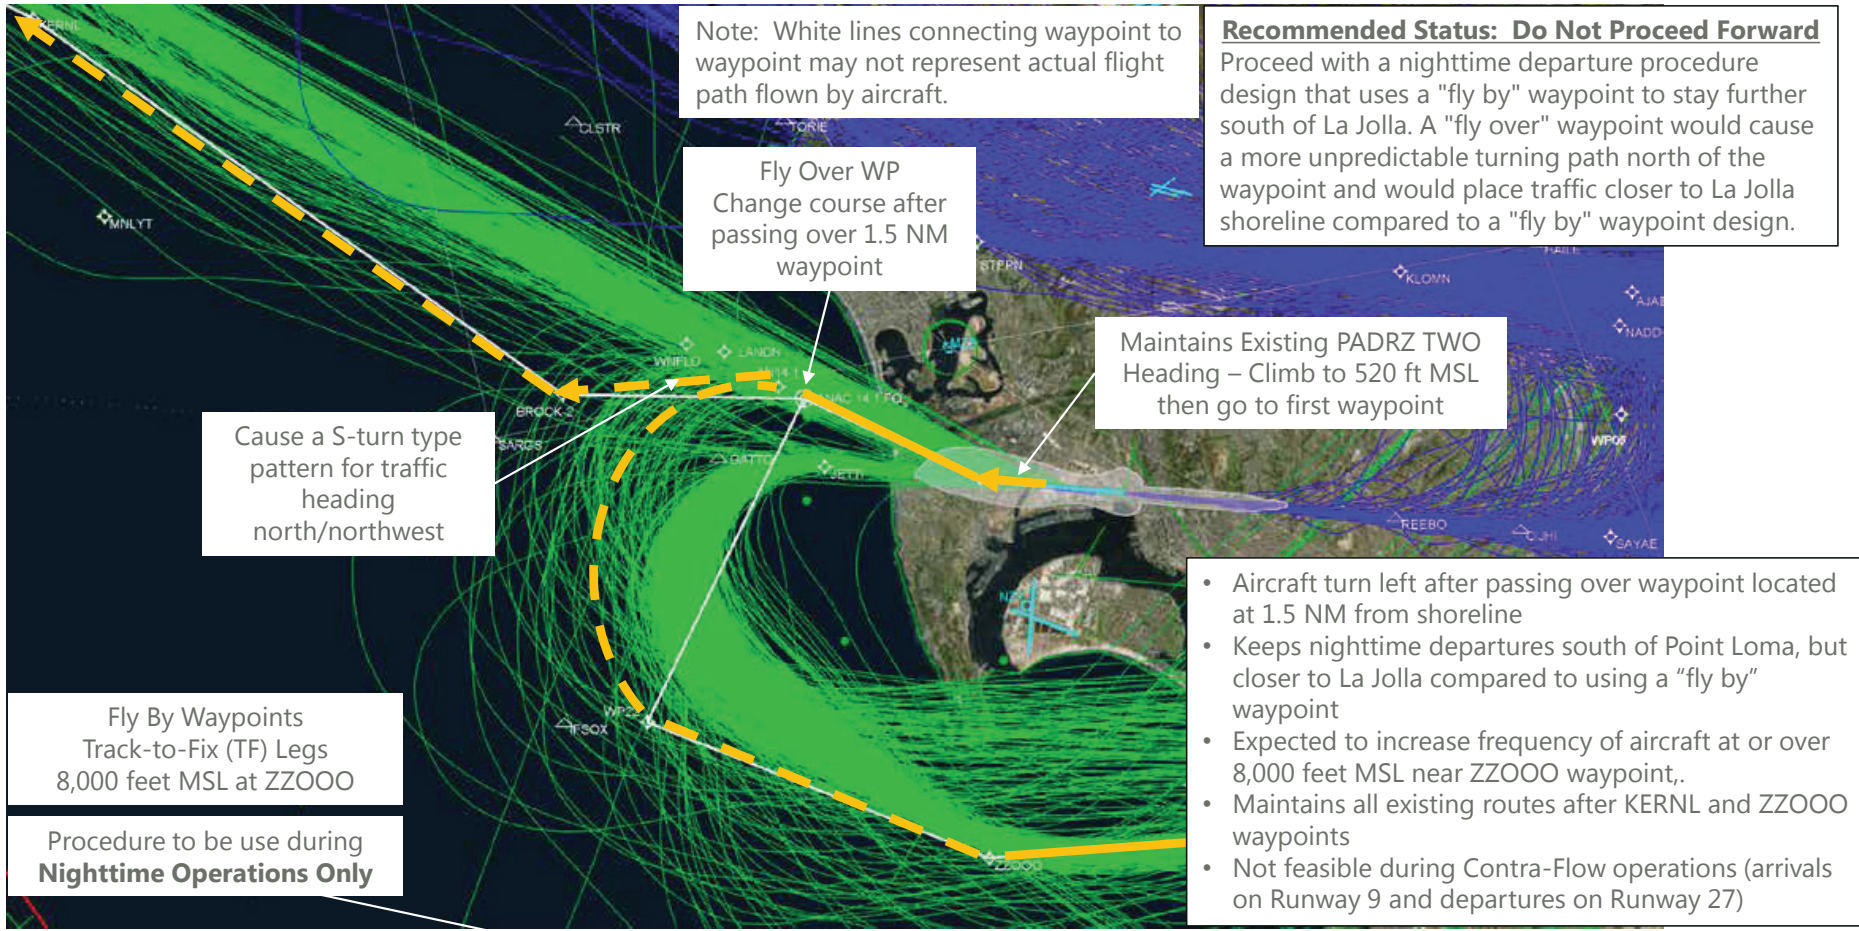 KERNL
Note:  White lines connecting waypoint to
waypoint may not represent actual flight
path flown by aircraft.
Recommended Status:  Do Not Proceed Forward
Proceed with a nighttime departure procedure
design that uses a "fly by" waypoint to stay further
south of La Jolla. A "fly over" waypoint would cause
a more unpredictable turning path north of the
waypoint and would place traffic closer to La Jolla
shoreline compared to a "fly by" waypoint design.
CLSTR
TORIE
Fly Over WP
Change course after
passing over 1.5 NM
waypoint
MNLYT
KLOMN
NADD
WNFLD
LANDN
Maintains Existing PADRZ TWO
Heading – Climb to 520 ft MSL
then go to first waypoint
BROCK-2
Cause a S-turn type
pattern for traffic
heading
north/northwest
SARGS
JETTI
WP05
REEBO
SAYAE
• Aircraft turn left after passing over waypoint located
at 1.5 NM from shoreline
• Keeps nighttime departures south of Point Loma, but
closer to La Jolla compared to using a “fly by”
waypoint
• Expected to increase frequency of aircraft at or over
8,000 feet MSL near ZZOOO waypoint,.
• Maintains all existing routes after KERNL and ZZOOO
waypoints
• Not feasible during Contra-Flow operations (arrivals
on Runway 9 and departures on Runway 27)
IFSOX
Fly By Waypoints
Track-to-Fix (TF) Legs
8,000 feet MSL at ZZOOO
Procedure to be use during
Nighttime Operations Only
ZZOOO